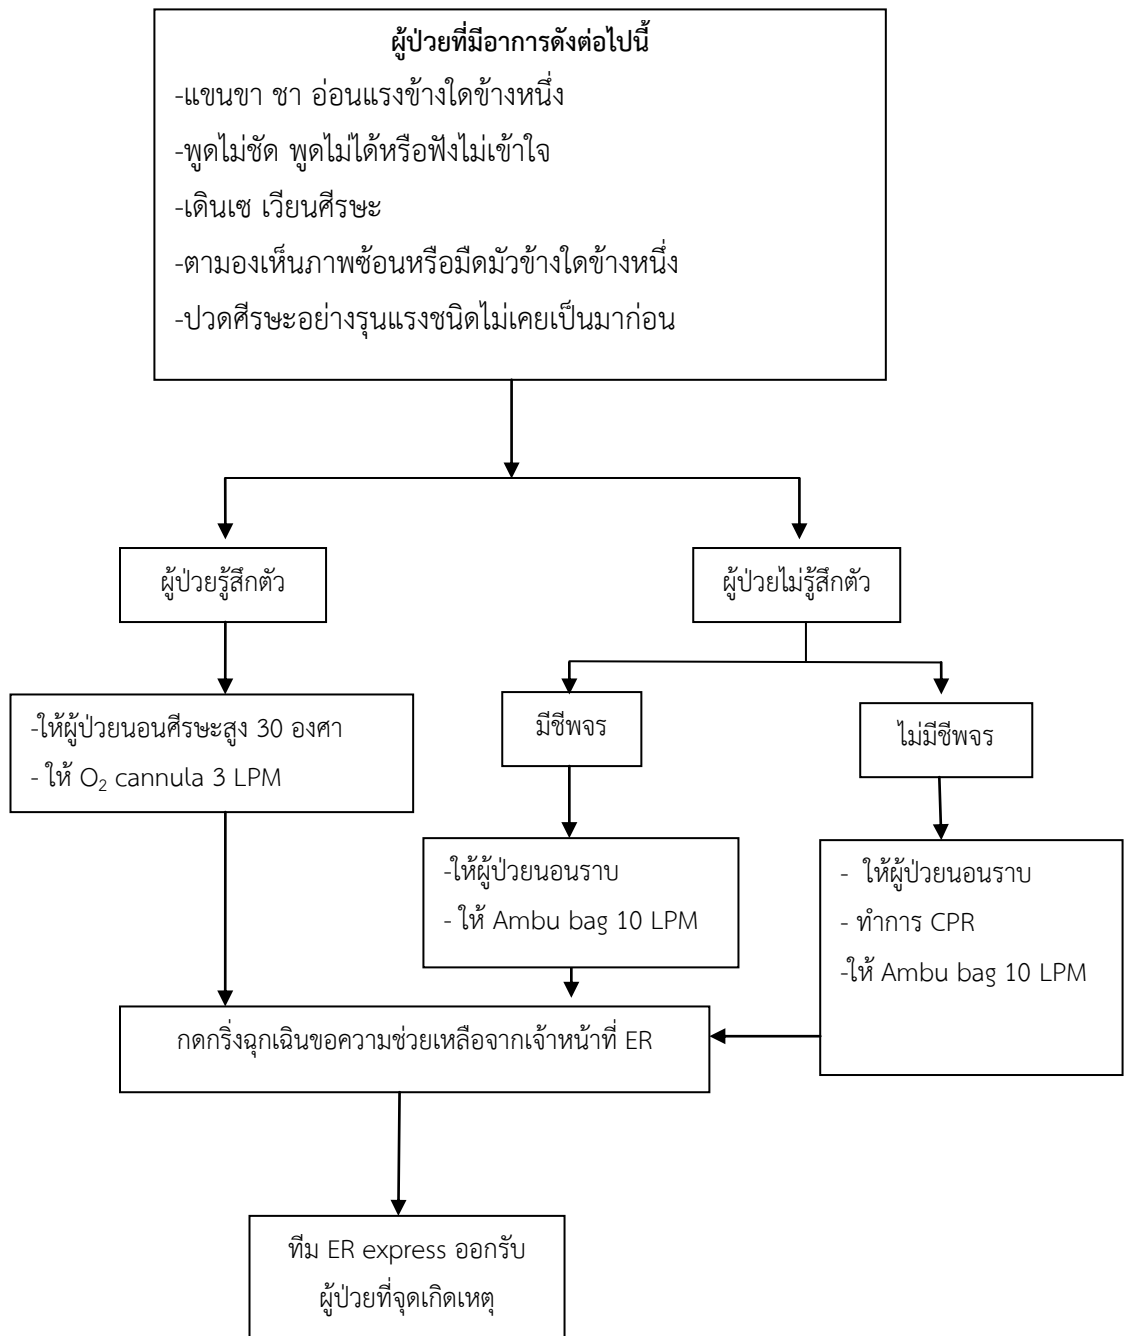 ผู้ป่วยที่มีอาการดังต่อไปนี้
-แขนขา ชา อ่อนแรงข้างใดข้างหนึ่ง
-พูดไม่ชัด พูดไม่ได้หรือฟังไม่เข้าใจ
-เดินเซ เวียนศีรษะ
-ตามองเห็นภาพซ้อนหรือมืดมัวข้างใดข้างหนึ่ง
-ปวดศีรษะอย่างรุนแรงชนิดไม่เคยเป็นมาก่อน
ผู้ป่วยรู้สึกตัว
ผู้ป่วยไม่รู้สึกตัว
-ให้ผู้ป่วยนอนศีรษะสูง 30 องศา
- ให้ O₂ cannula 3 LPM
มีชีพจร
ไม่มีชีพจร
-ให้ผู้ป่วยนอนราบ
- ให้ Ambu bag 10 LPM
- ให้ผู้ป่วยนอนราบ
- ทำการ CPR
-ให้ Ambu bag 10 LPM
กดกริ่งฉุกเฉินขอความช่วยเหลือจากเจ้าหน้าที่ ER
ทีม ER express ออกรับ
ผู้ป่วยที่จุดเกิดเหตุ